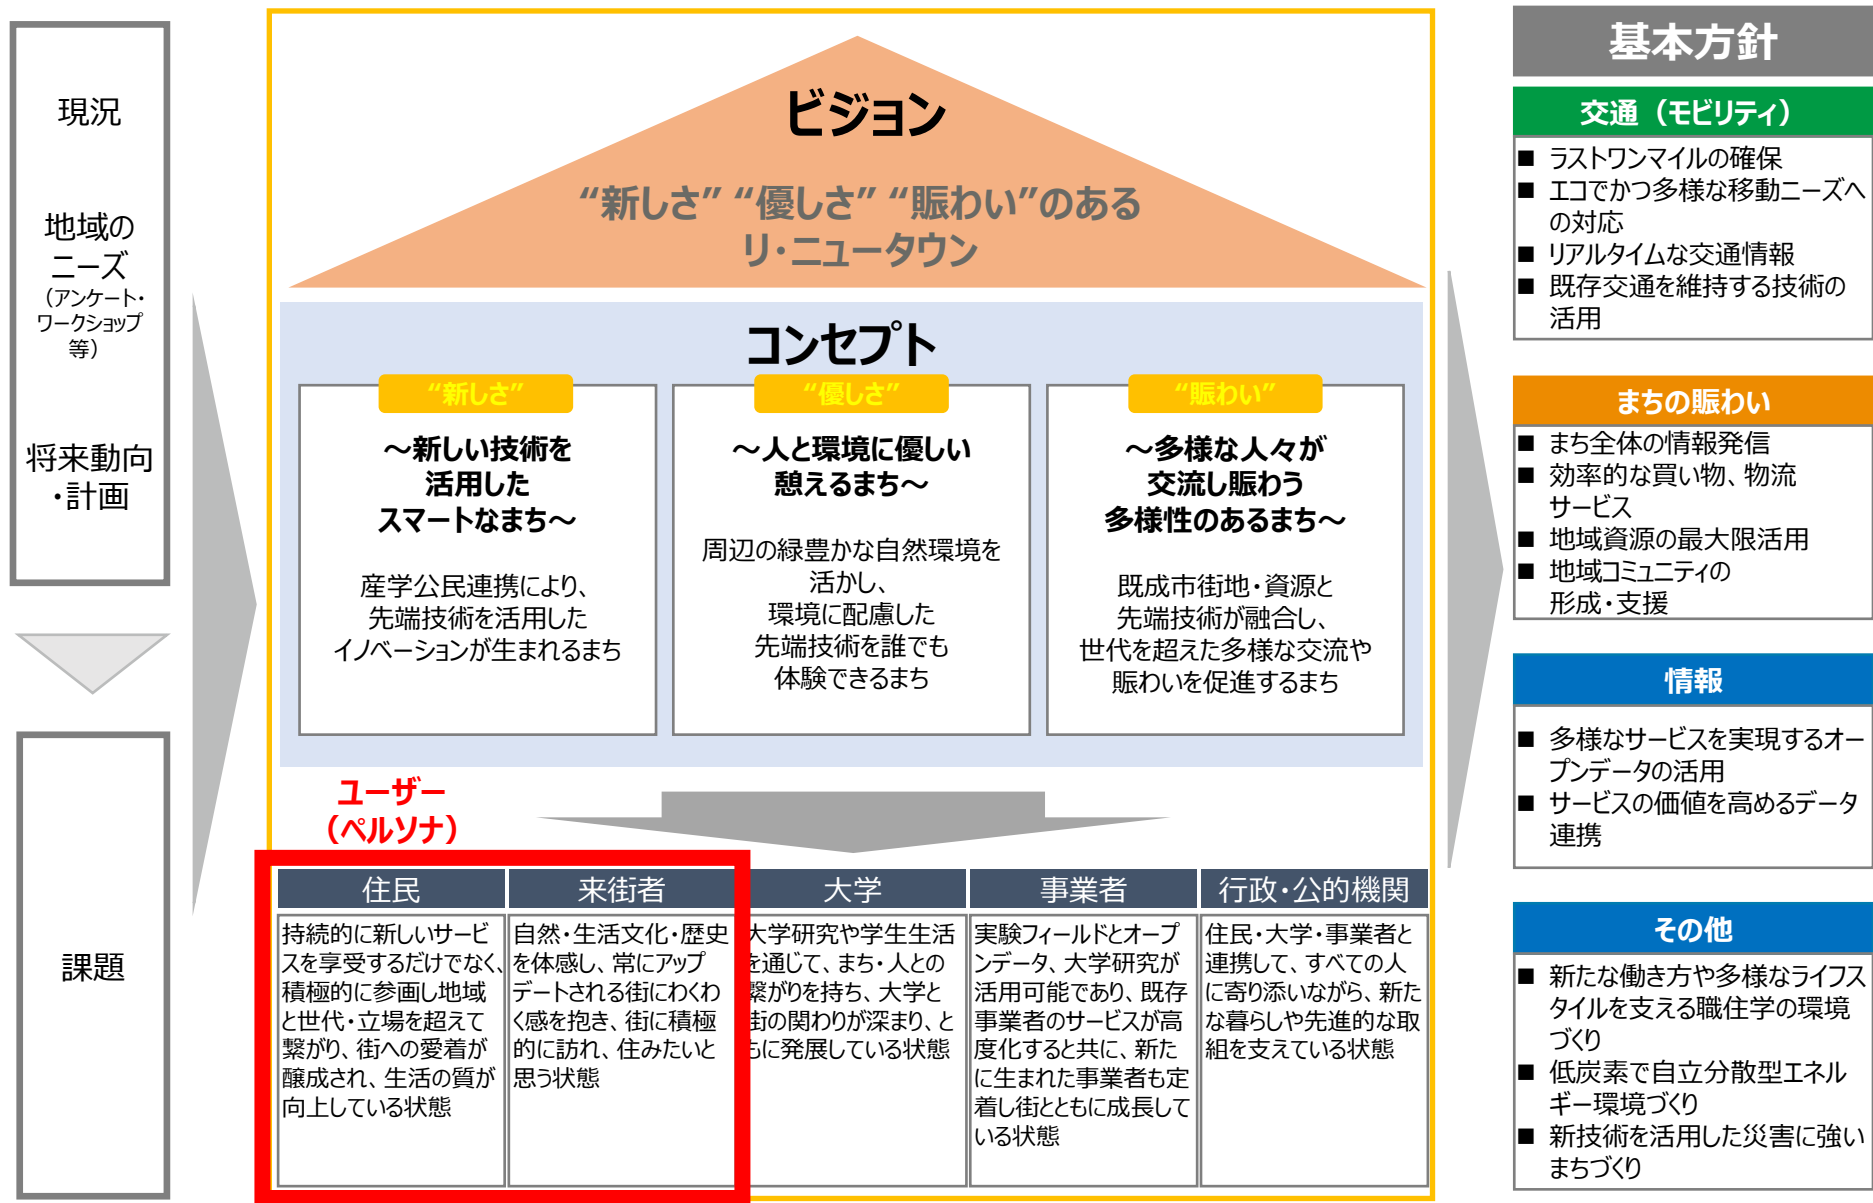 現況
地域の
ニーズ
（アンケート・
ワークショップ
等）
将来動向
・計画
課題
ビジョン
“新しさ” “優しさ” “賑わい”のある
リ・ニュータウン
コンセプト
“新しさ”
～新しい技術を
活用した
スマートなまち～
産学公民連携により、
先端技術を活用した
イノベーションが生まれるまち
“優しさ”
～人と環境に優しい
憩えるまち～
周辺の緑豊かな自然環境を
活かし、
環境に配慮した
先端技術を誰でも
体験できるまち
“賑わい”
～多様な人々が
交流し賑わう
多様性のあるまち～
既成市街地・資源と
先端技術が融合し、
世代を超えた多様な交流や
賑わいを促進するまち
ユーザー
（ペルソナ）
住民
持続的に新しいサービ
スを享受するだけでなく、
積極的に参画し地域
と世代・立場を超えて
繋がり、街への愛着が
醸成され、生活の質が
向上している状態
来街者
自然・生活文化・歴史
を体感し、常にアップ
デートされる街にわくわ
く感を抱き、街に積極
的に訪れ、住みたいと
思う状態
大学
大学研究や学生生活
を通じて、まち・人との
繋がりを持ち、大学と
街の関わりが深まり、と
もに発展している状態
事業者
実験フィールドとオープ
ンデータ、大学研究が
活用可能であり、既存
事業者のサービスが高
度化すると共に、新た
に生まれた事業者も定
着し街とともに成長して
いる状態
行政・公的機関
住民・大学・事業者と
連携して、すべての人
に寄り添いながら、新た
な暮らしや先進的な取
組を支えている状態
基本方針
交通（モビリティ）
■ ラストワンマイルの確保
■ エコでかつ多様な移動ニーズへ
の対応
■ リアルタイムな交通情報
■ 既存交通を維持する技術の
活用
まちの賑わい
■ まち全体の情報発信
■ 効率的な買い物、物流
サービス
■ 地域資源の最大限活用
■ 地域コミュニティの
形成・支援
情報
■ 多様なサービスを実現するオー
プンデータの活用
■ サービスの価値を高めるデータ
連携
その他
■ 新たな働き方や多様なライフス
タイルを支える職住学の環境
づくり
■ 低炭素で自立分散型エネル
ギー環境づくり
■ 新技術を活用した災害に強い
まちづくり